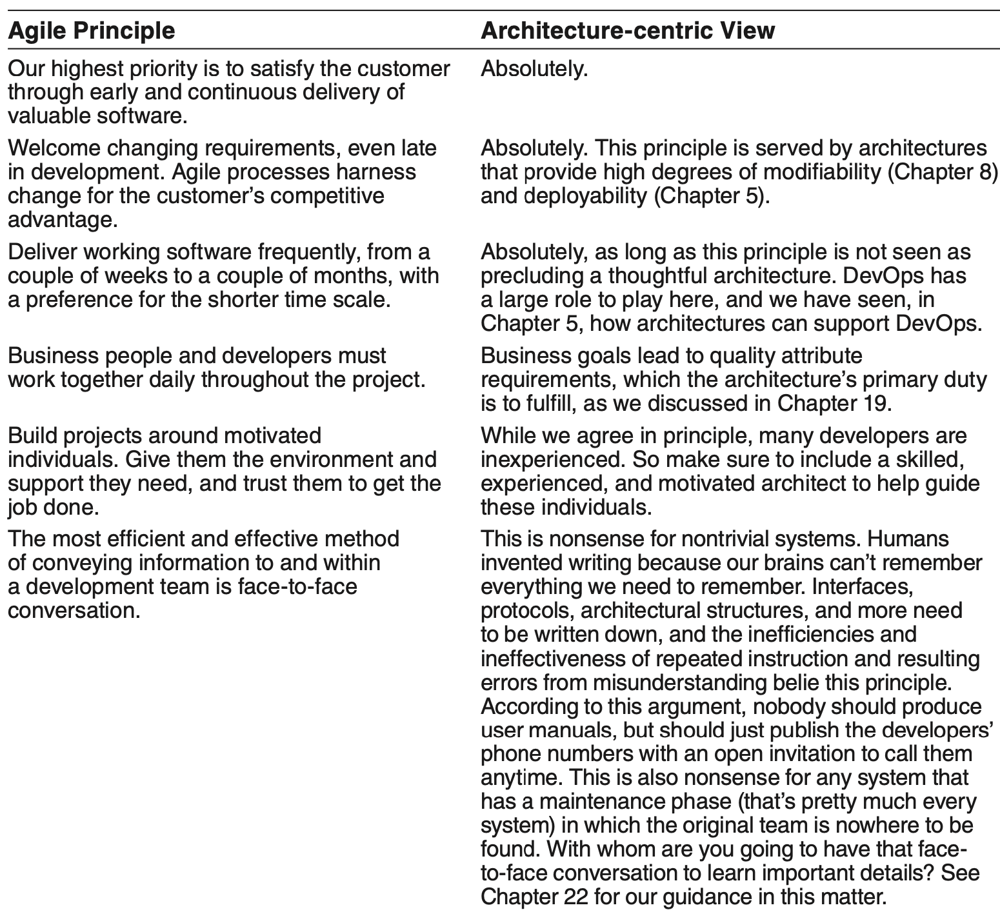 Agile Principle
Architecture-centric View
Our highest priority is to satisfy the customer
through early and continuous delivery of
valuable software.
Absolutely.
Welcome changing requirements, even late
in development. Agile processes harness
change for the customer’s competitive
advantage.
Absolutely. This principle is served by architectures
that provide high degrees of modifiability (Chapter 8)
and deployability (Chapter 5).
Deliver working software frequently, from a
couple of weeks to a couple of months, with
a preference for the shorter time scale.
Absolutely, as long as this principle is not seen as
precluding a thoughtful architecture. DevOps has
a large role to play here, and we have seen, in
Chapter 5, how architectures can support DevOps.
Business people and developers must
work together daily throughout the project.
Business goals lead to quality attribute
requirements, which the architecture’s primary duty
is to fulfill, as we discussed in Chapter 19.
Build projects around motivated
individuals. Give them the environment and
support they need, and trust them to get the
job done.
While we agree in principle, many developers are
inexperienced. So make sure to include a skilled,
experienced, and motivated architect to help guide
these individuals.
The most efficient and effective method
of conveying information to and within
a development team is face-to-face
conversation.
This is nonsense for nontrivial systems. Humans
invented writing because our brains can’t remember
everything we need to remember. Interfaces,
protocols, architectural structures, and more need
to be written down, and the inefficiencies and
ineffectiveness of repeated instruction and resulting
errors from misunderstanding belie this principle.
According to this argument, nobody should produce
user manuals, but should just publish the developers’
phone numbers with an open invitation to call them
anytime. This is also nonsense for any system that
has a maintenance phase (that’s pretty much every
system) in which the original team is nowhere to be
found. With whom are you going to have that face-
to-face conversation to learn important details? See
Chapter 22 for our guidance in this matter.